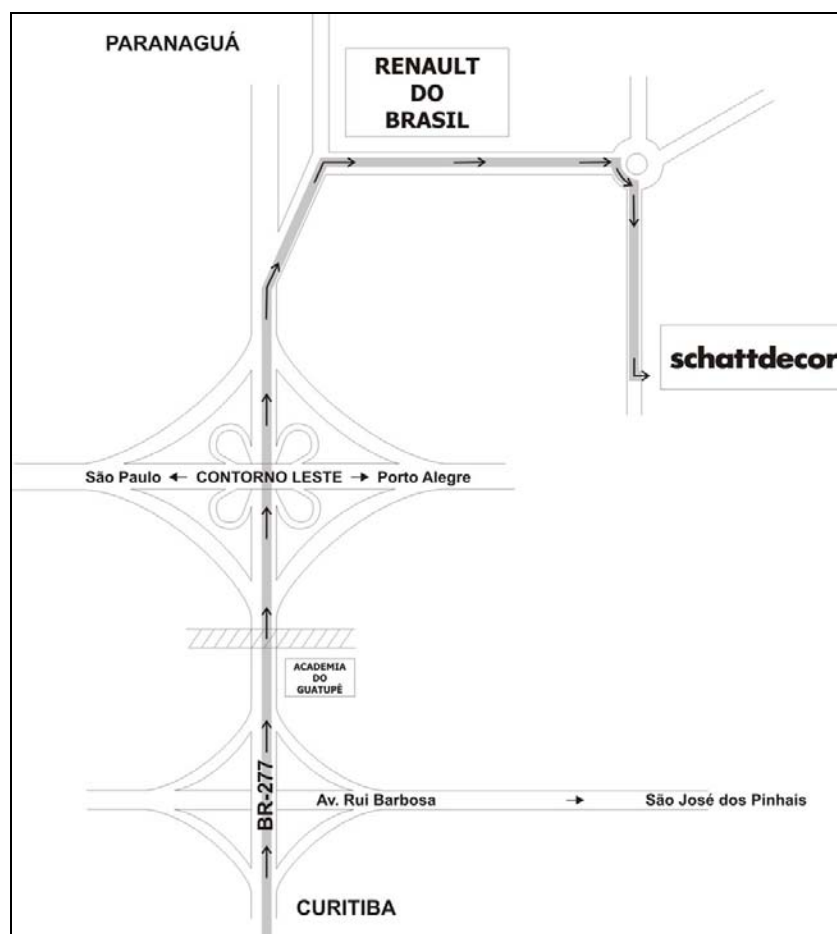 PARANAGUÁ
RENAULT
DO
BRASIL
schattdecor
São Paulo ← CONTORNO LESTE → Porto Alegre
ACADEMIA
DO
GUATUPÊ
BR-277
Av. Rui Barbosa → São José dos Pinhais
CURITIBA